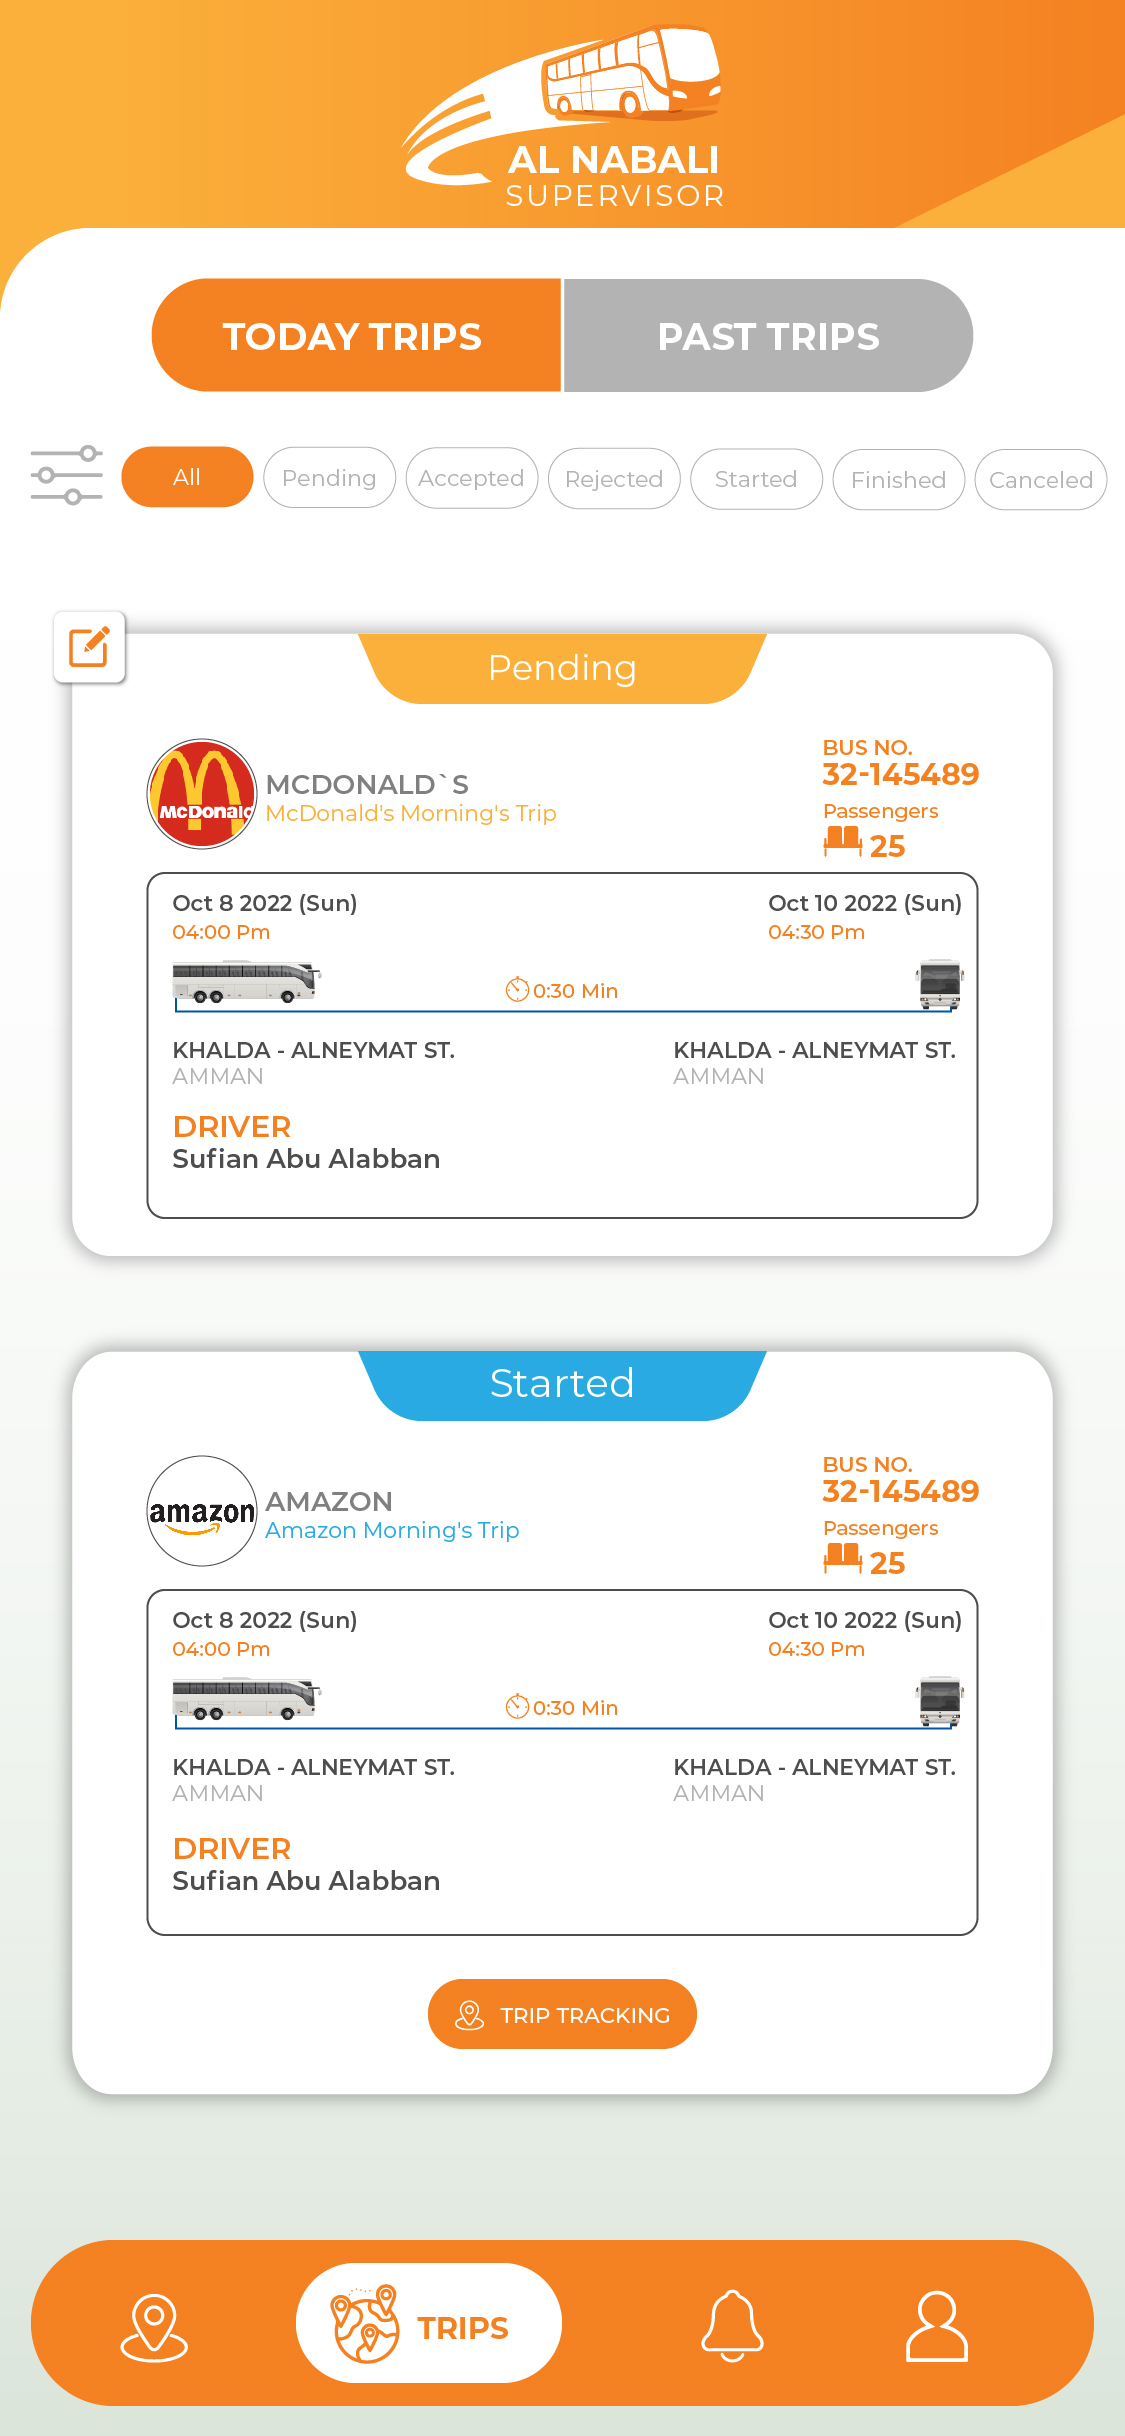 AL NABALI
SUPERVISOR
TODAY TRIPS
PAST TRIPS
All
Pending
Accepted
Rejected
Started
Finished
Canceled
Pending
McDonald
MCDONALD`S
McDonald's Morning's Trip
BUS NO.
32-145489
Passengers
25
Oct 8 2022 (Sun)
04:00 Pm
Oct 10 2022 (Sun)
04:30 Pm
0:30 Min
KHALDA - ALNEYMAT ST.
AMMAN
KHALDA - ALNEYMAT ST.
AMMAN
DRIVER
Sufian Abu Alabban
Started
amazon
AMAZON
Amazon Morning's Trip
BUS NO.
32-145489
Passengers
25
Oct 8 2022 (Sun)
04:00 Pm
Oct 10 2022 (Sun)
04:30 Pm
0:30 Min
KHALDA - ALNEYMAT ST.
AMMAN
KHALDA - ALNEYMAT ST.
AMMAN
DRIVER
Sufian Abu Alabban
TRIP TRACKING
TRIPS